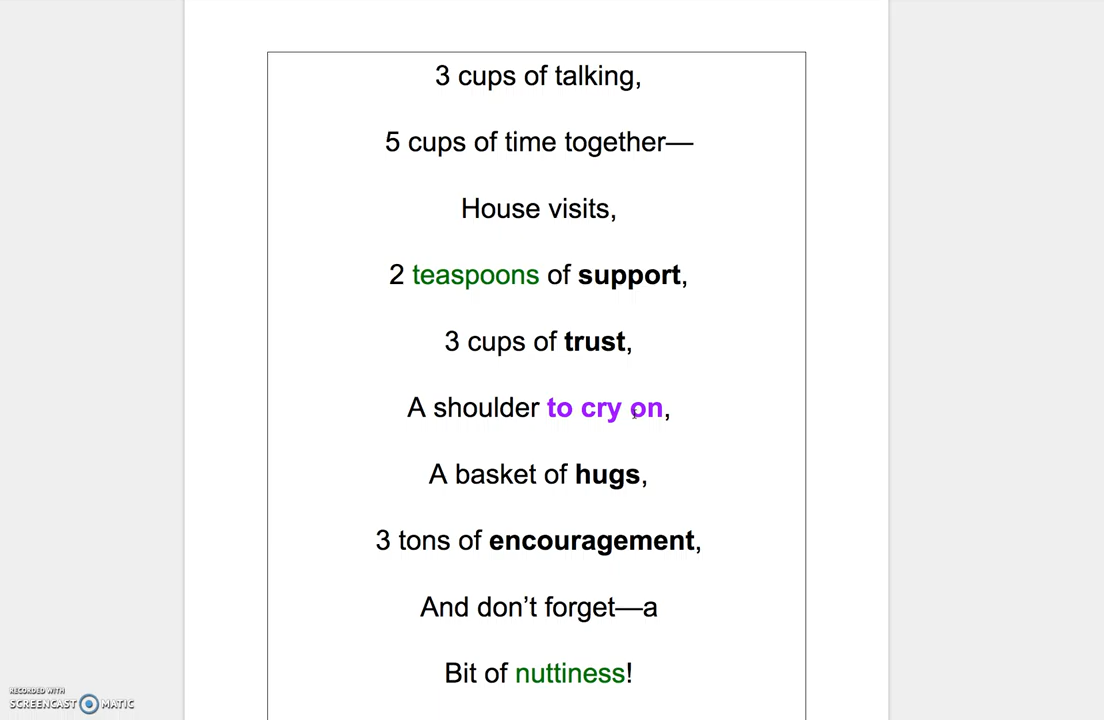 3 cups of talking,
5 cups of time together—
House visits,
2 teaspoons of support,
3 cups of trust,
A shoulder to cry on,
A basket of hugs,
3 tons of encouragement,
And don’t forget—a
Bit of nuttiness!
RECORDED WITH
SCREENCAST MATIC